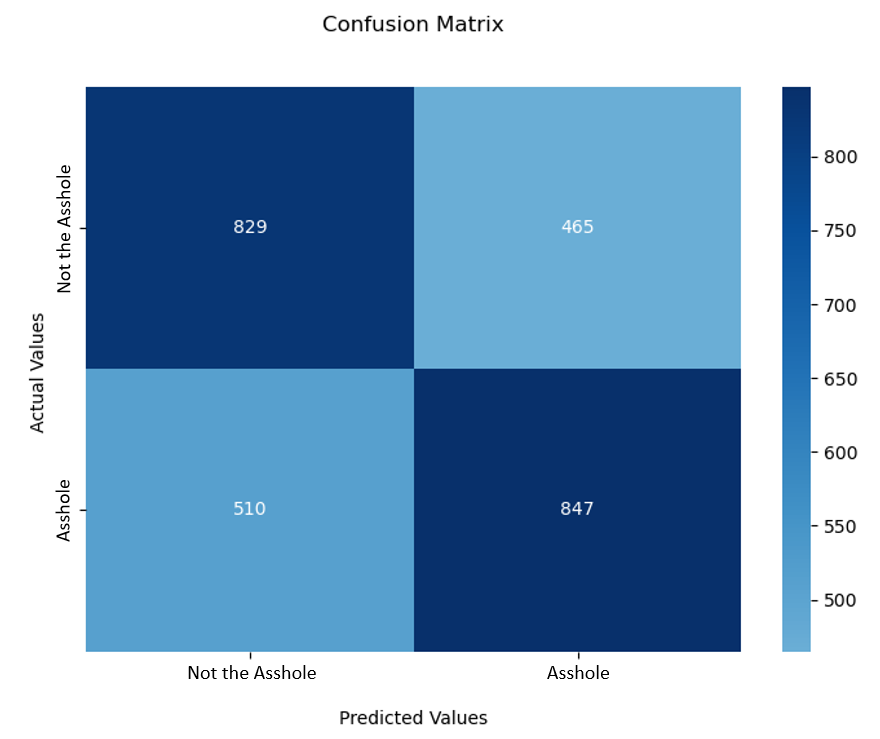 Confusion Matrix
Actual Values
Not the Asshole
Asshole
829
465
510
847
Not the Asshole
Asshole
Predicted Values
800
750
700
650
600
550
500